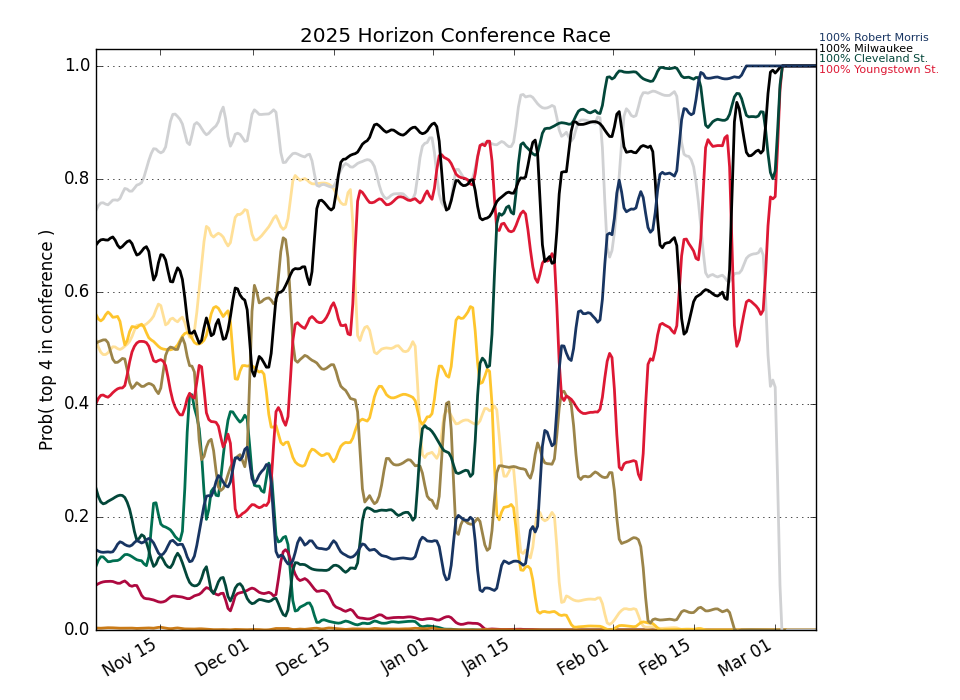 2025 Horizon Conference Race
100% Robert Morris
100% Milwaukee
100% Cleveland St.
100% Youngstown St.
Prob( top 4 in conference )
1.0
0.8
0.6
0.4
0.2
0.0
Nov 15
Dec 01
Dec 15
Jan 01
Jan 15
Feb 01
Feb 15
Mar 01